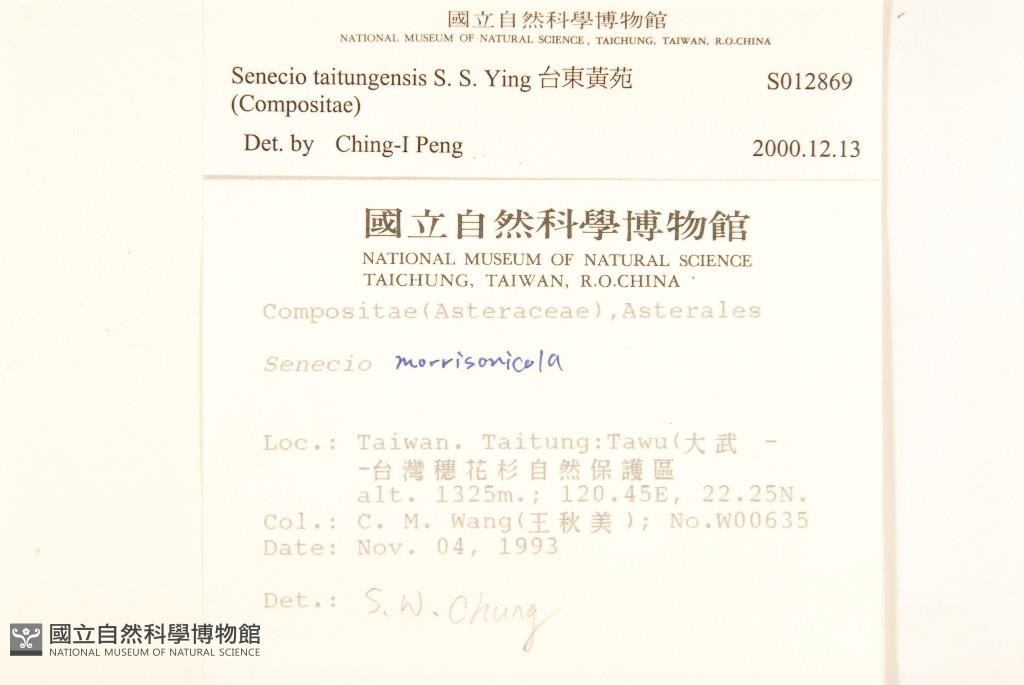 國立自然科學博物館
NATIONAL MUSEUM OF NATURAL SCIENCE, TAICHUNG, TAIWAN, R.O.CHINA
Senecio taitungensis S. S. Ying 台東黃苑 S012869
(Compositae)
Det. by Ching-I Peng 2000.12.13
國立自然科學博物館
NATIONAL MUSEUM OF NATURAL SCIENCE
TAICHUNG, TAIWAN, R.O.CHINA
Compositae(Asteraceae),Asterales
Senecio morrisonicola
Loc.: Taiwan. Taitung:Tawu(大武 -
-台灣穗花杉自然保護區
alt. 1325m.; 120.45E, 22.25N.
Col.: C. M. Wang(王秋美); No.W00635
Date: Nov. 04, 1993
Det.: S. W. Chung
國立自然科學博物館
NATIONAL MUSEUM OF NATURAL SCIENCE